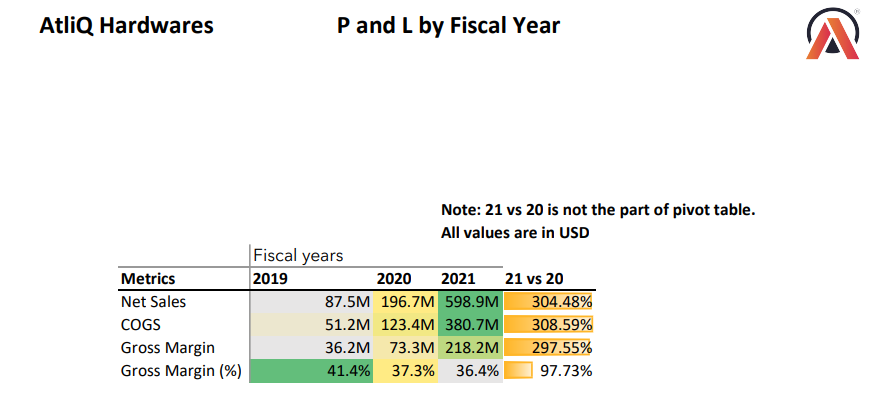 AtliQ Hardwares P and L by Fiscal Year
Note: 21 vs 20 is not the part of pivot table.
All values are in USD
Fiscal years
Metrics 2019 2020 2021 21 vs 20
Net Sales 87.5M 196.7M 598.9M 304.48%
COGS 51.2M 123.4M 380.7M 308.59%
Gross Margin 36.2M 73.3M 218.2M 297.55%
Gross Margin (%) 41.4% 37.3% 36.4% 97.73%